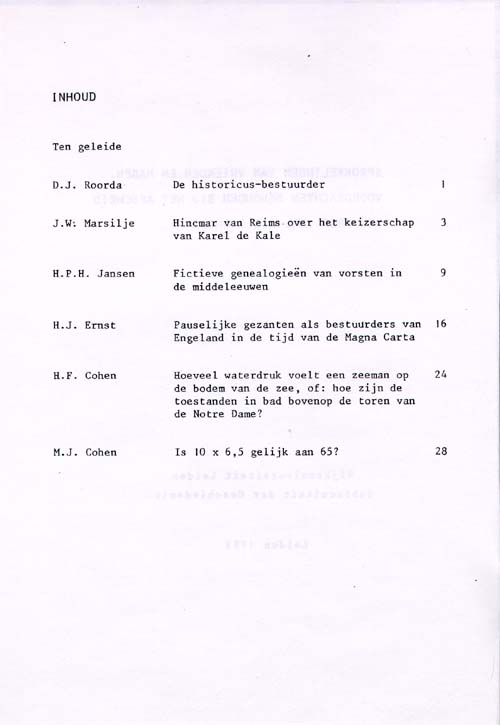 INHOUD
Ten geleide
D.J. Roorda De historicus-bestuurder 1
J.W. Marsilje Hincmar van Reims over het keizerschap 3
van Karel de Kale
H.P.H. Jansen Fictieve genealogieën van vorsten in 9
de middeleeuwen
H.J. Ernst Pauselijke gezanten als bestuurders van 16
Engeland in de tijd van de Magna Carta
H.F. Cohen Hoeveel waterdruk voelt een zeeman op 24
de bodem van de zee, of: hoe zijn de
toestanden in bad bovenop de toren van
de Notre Dame?
M.J. Cohen Is 10 x 6,5 gelijk aan 65? 28